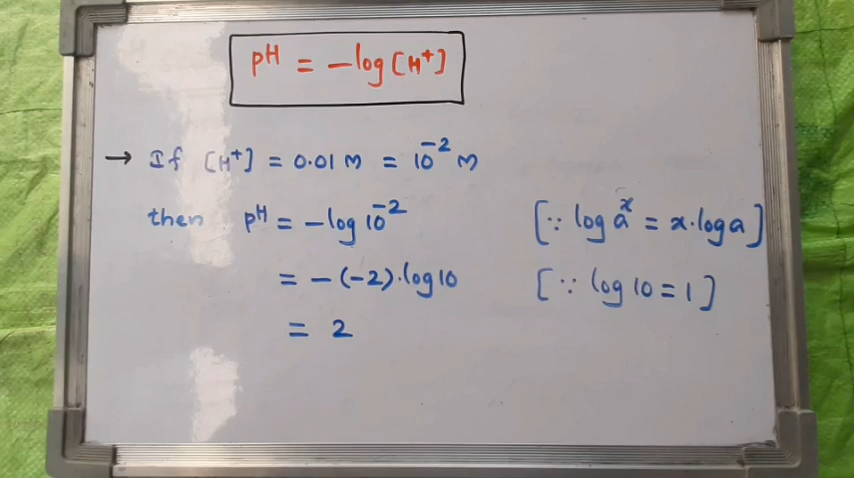 pH = -log[H⁺]
→ If [H⁺] = 0.01 M = 10⁻² M
then pH = -log 10⁻² [∵ log aˣ = x.log a]
= -(-2).log 10 [∵ log 10 = 1]
= 2